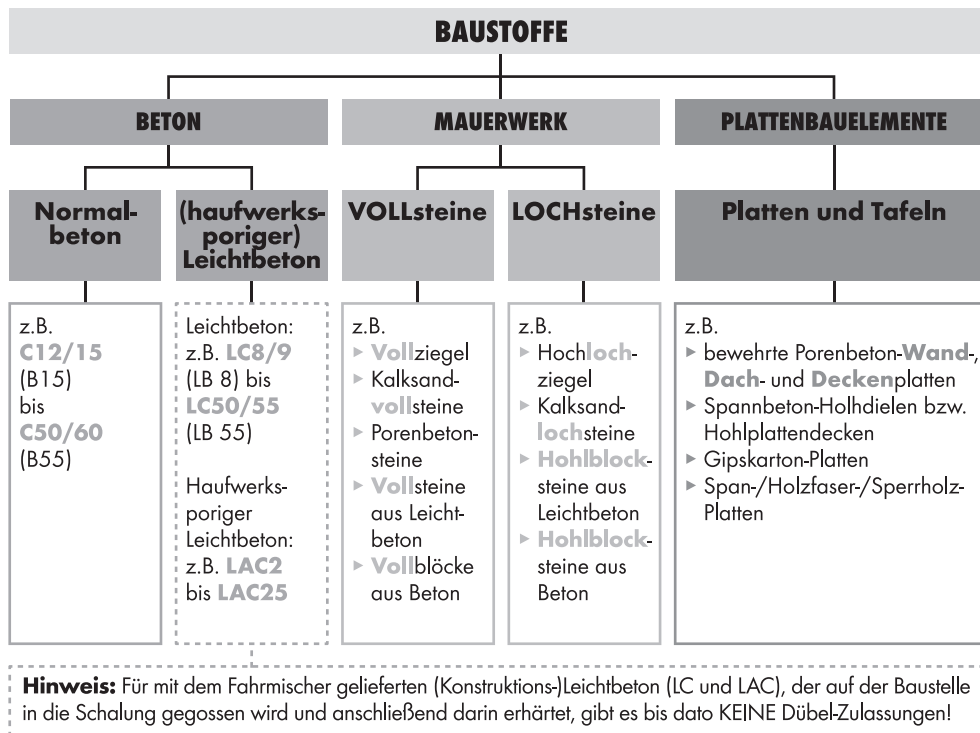 BAUSTOFFE
BETON
MAUERWERK
PLATTENBAUELEMENTE
Normal-
beton
(haufwerks-
poriger)
Leichtbeton
VOLLsteine
LOCHsteine
Platten und Tafeln
z.B.
C12/15
(B15)
bis
C50/60
(B55)
Leichtbeton:
z.B. LC8/9
(LB 8) bis
LC50/55
(LB 55)
Haufwerks-
poriger
Leichtbeton:
z.B. LAC2
bis LAC25
z.B.
▸ Vollziegel
▸ Kalksand-
vollsteine
▸ Porenbeton-
steine
▸ Vollsteine
aus Leicht-
beton
▸ Vollblöcke
aus Beton
z.B.
▸ Hochloch-
ziegel
▸ Kalksand-
lochsteine
▸ Hohlblock-
steine aus
Leichtbeton
▸ Hohlblock-
steine aus
Beton
z.B.
▸ bewehrte Porenbeton-Wand-,
Dach- und Deckenplatten
▸ Spannbeton-Holhdielen bzw.
Hohlplattendecken
▸ Gipskarton-Platten
▸ Span-/Holzfaser-/Sperrholz-
Platten
Hinweis: Für mit dem Fahrmischer gelieferten (Konstruktions-)Leichtbeton (LC und LAC), der auf der Baustelle
in die Schalung gegossen wird und anschließend darin erhärtet, gibt es bis dato KEINE Dübel-Zulassungen!